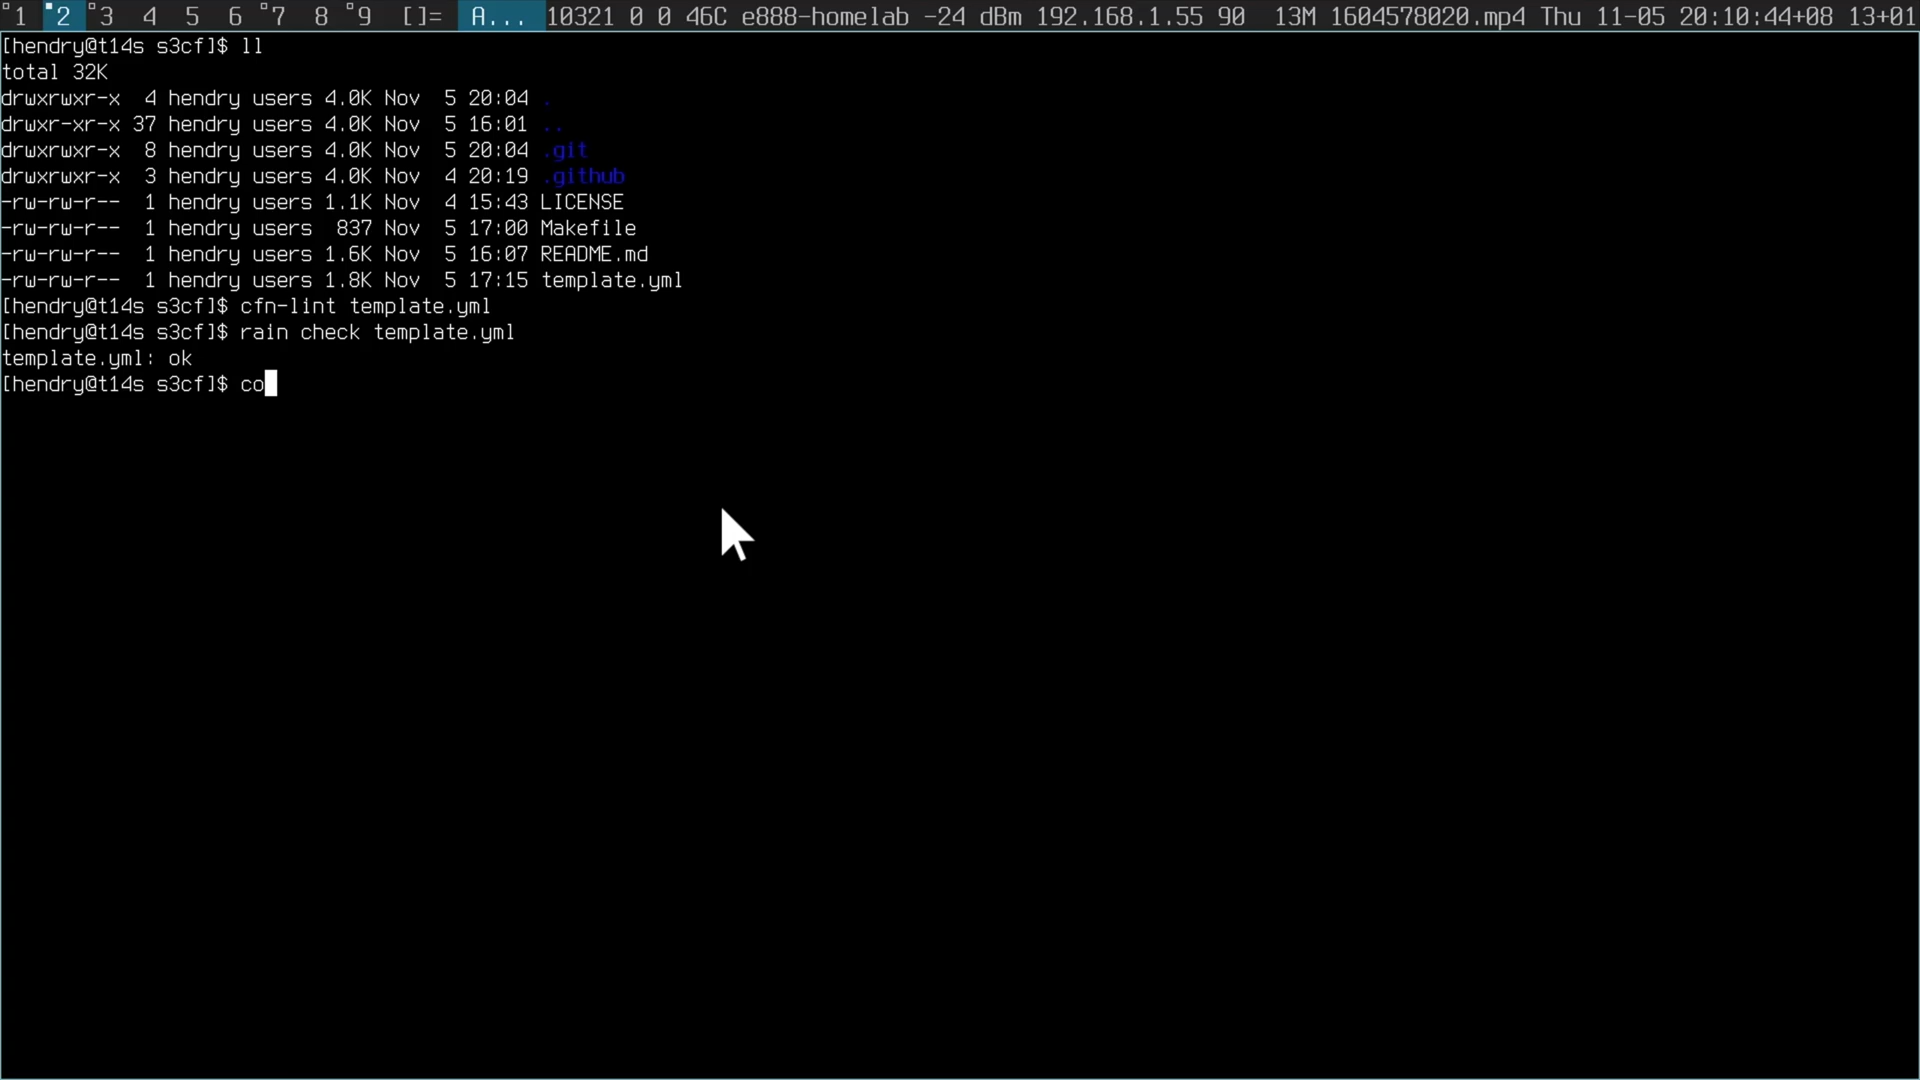 1 2 3 4 5 6 7 8 9 []= A... 10321 0 0 46C e888-homelab -24 dBm 192.168.1.55 90 13M 1604578020.mp4 Thu 11-05 20:10:44+08 13+01
[hendry@t14s s3cf]$ ll
total 32K
drwxrwxr-x  4 hendry users 4.0K Nov  5 20:04 .
drwxr-xr-x 37 hendry users 4.0K Nov  5 16:01 ..
drwxrwxr-x  8 hendry users 4.0K Nov  5 20:04 .git
drwxrwxr-x  3 hendry users 4.0K Nov  4 20:19 .github
-rw-rw-r--  1 hendry users 1.1K Nov  4 15:43 LICENSE
-rw-rw-r--  1 hendry users  837 Nov  5 17:00 Makefile
-rw-rw-r--  1 hendry users 1.6K Nov  5 16:07 README.md
-rw-rw-r--  1 hendry users 1.8K Nov  5 17:15 template.yml
[hendry@t14s s3cf]$ cfn-lint template.yml
[hendry@t14s s3cf]$ rain check template.yml
template.yml: ok
[hendry@t14s s3cf]$ co